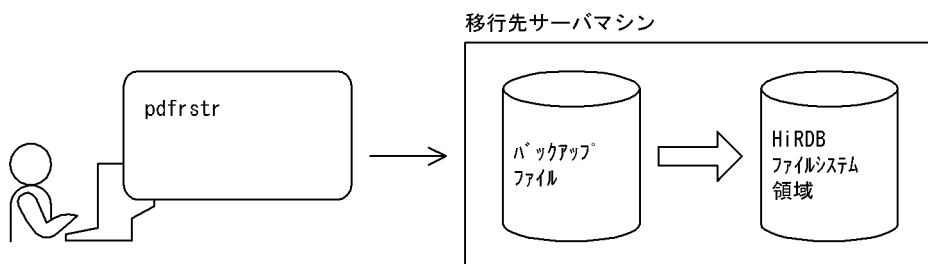 移行先サーバマシン
pdfrstr
ﾊﾞｯｸｱｯﾌﾟ
ﾌｧｲﾙ
HiRDB
ﾌｧｲﾙｼｽﾃﾑ
領域